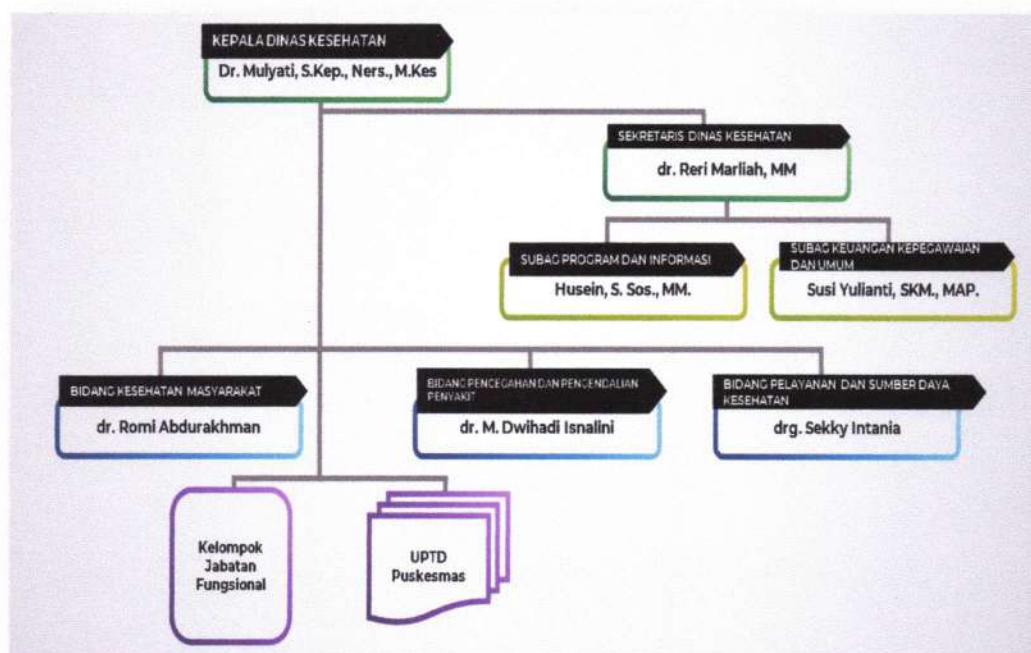 KEPALA DINAS KESEHATAN
Dr. Mulyati, S.Kep., Ners., M.Kes
SEKRETARIS DINAS KESEHATAN
dr. Reri Marliah, MM
SUBAG PROGRAM DAN INFORMASI
Husein, S. Sos., MM.
SUBAG KEUANGAN KEPEGAWAIAN
DAN UMUM
Susi Yulianti, SKM., MAP.
BIDANG KESEHATAN MASYARAKAT
dr. Romi Abdurakhman
BIDANG PENCEGAHAN DAN PENGENDALIAN
PENYAKIT
dr. M. Dwihadi Isnalini
BIDANG PELAYANAN DAN SUMBER DAYA
KESEHATAN
drg. Sekky Intania
Kelompok
Jabatan
Fungsional
UPTD
Puskesmas